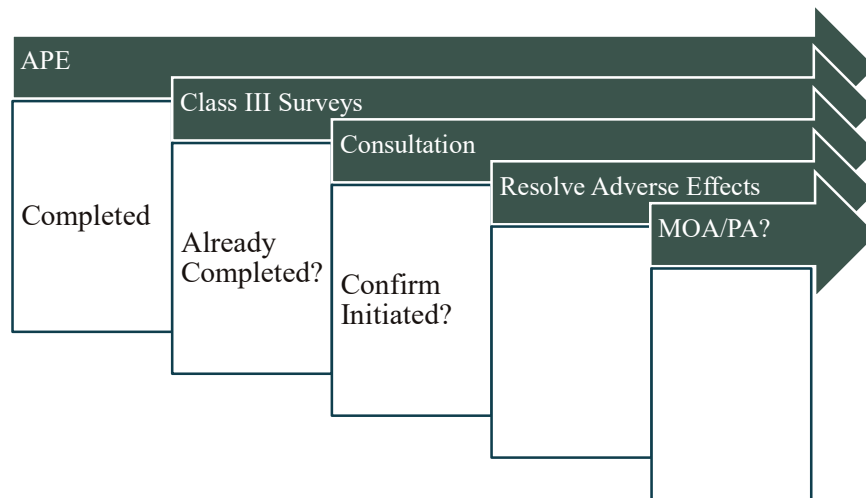 APE
Class III Surveys
Consultation
Resolve Adverse Effects
MOA/PA?
Completed
Already
Completed?
Confirm
Initiated?